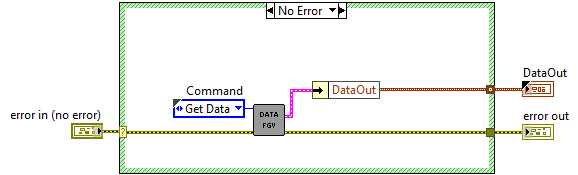 No Error
DataOut
Command
DataOut
Get Data
error in (no error)
DATA
FGV
error out
?